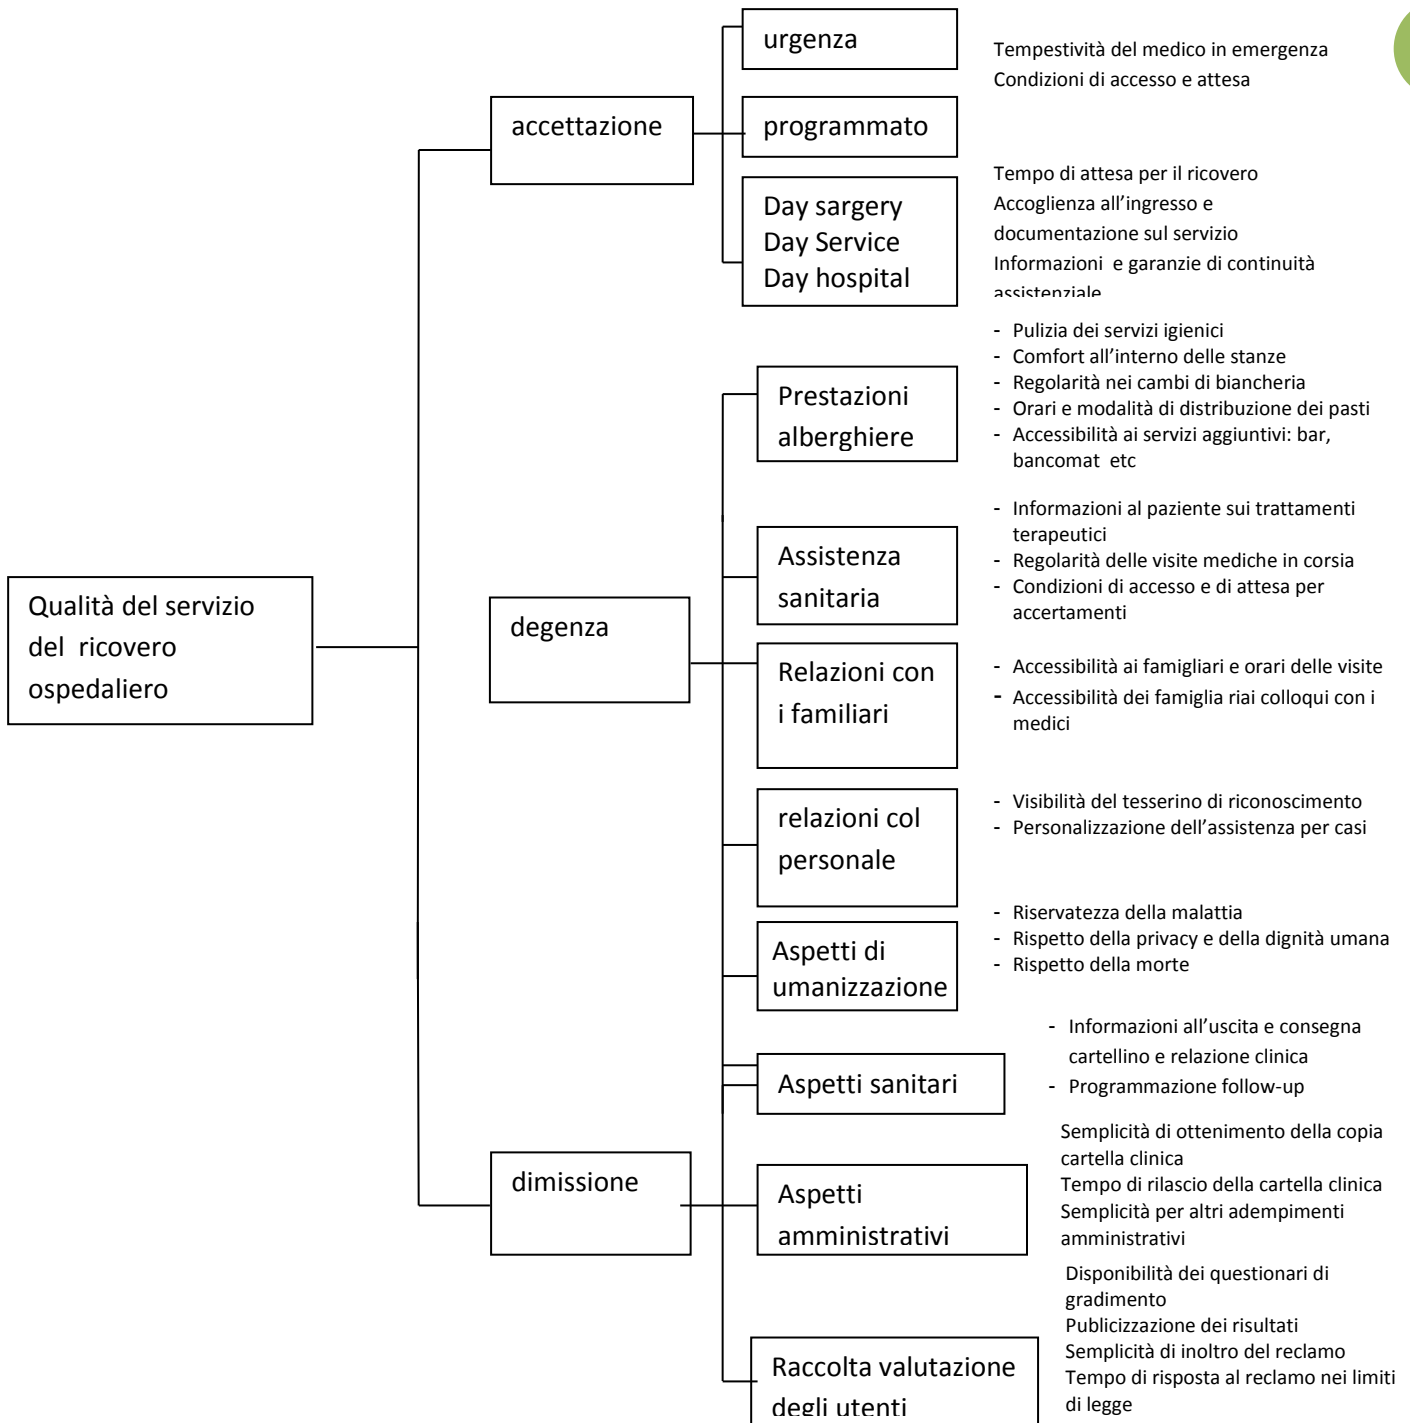 urgenza
Tempestività del medico in emergenza
Condizioni di accesso e attesa
accettazione
programmato
Day sargery
Day Service
Day hospital
Tempo di attesa per il ricovero
Accoglienza all’ingresso e
documentazione sul servizio
Informazioni e garanzie di continuità
assistenziale
Prestazioni
alberghiere
- Pulizia dei servizi igienici
- Comfort all’interno delle stanze
- Regolarità nei cambi di biancheria
- Orari e modalità di distribuzione dei pasti
- Accessibilità ai servizi aggiuntivi: bar,
bancomat etc
Assistenza
sanitaria
- Informazioni al paziente sui trattamenti
terapeutici
- Regolarità delle visite mediche in corsia
- Condizioni di accesso e di attesa per
accertamenti
Qualità del servizio
del ricovero
ospedaliero
degenza
Relazioni con
i familiari
- Accessibilità ai famigliari e orari delle visite
- Accessibilità dei famiglia riai colloqui con i
medici
relazioni col
personale
- Visibilità del tesserino di riconoscimento
- Personalizzazione dell’assistenza per casi
Aspetti di
umanizzazione
- Riservatezza della malattia
- Rispetto della privacy e della dignità umana
- Rispetto della morte
Aspetti sanitari
- Informazioni all’uscita e consegna
cartellino e relazione clinica
- Programmazione follow-up
dimissione
Aspetti
amministrativi
Semplicità di ottenimento della copia
cartella clinica
Tempo di rilascio della cartella clinica
Semplicità per altri adempimenti
amministrativi
Raccolta valutazione
degli utenti
Disponibilità dei questionari di
gradimento
Publicizzazione dei risultati
Semplicità di inoltro del reclamo
Tempo di risposta al reclamo nei limiti
di legge